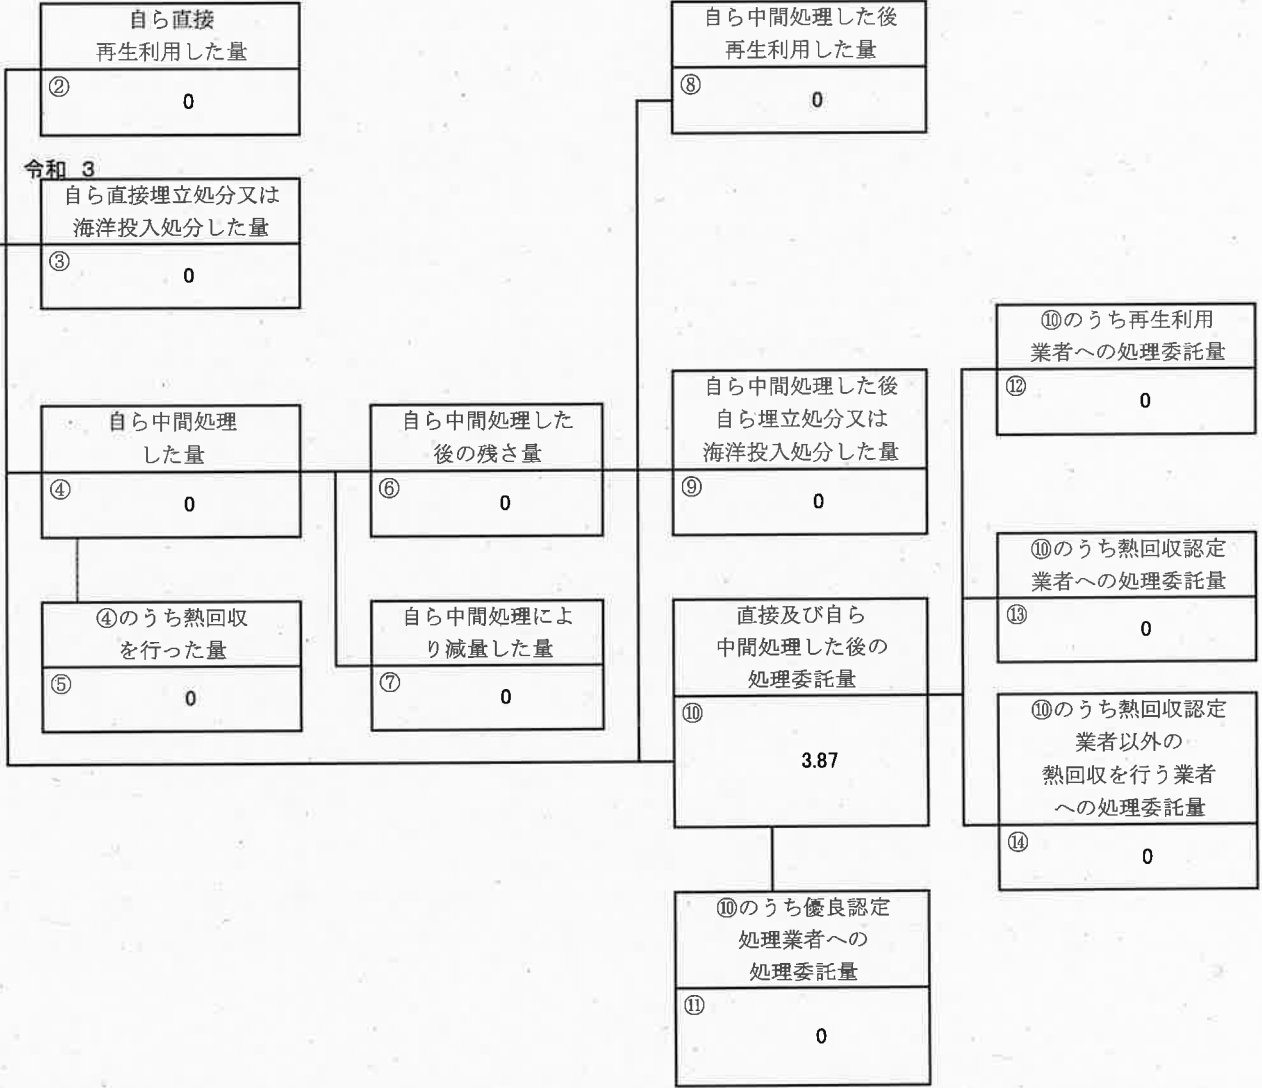 自ら直接
再生利用した量
② 0
令和 3
自ら直接埋立処分又は
海洋投入処分した量
③ 0
自ら中間処理
した量
④ 0
④のうち熱回収
を行った量
⑤ 0
自ら中間処理した
後の残さ量
⑥ 0
自ら中間処理によ
り減量した量
⑦ 0
自ら中間処理した後
再生利用した量
⑧ 0
自ら中間処理した後
自ら埋立処分又は
海洋投入処分した量
⑨ 0
直接及び自ら
中間処理した後の
処理委託量
⑩
3.87
⑩のうち優良認定
処理業者への
処理委託量
⑪
0
⑩のうち再生利用
業者への処理委託量
⑫ 0
⑩のうち熱回収認定
業者への処理委託量
⑬ 0
⑩のうち熱回収認定
業者以外の
熱回収を行う業者
への処理委託量
⑭ 0